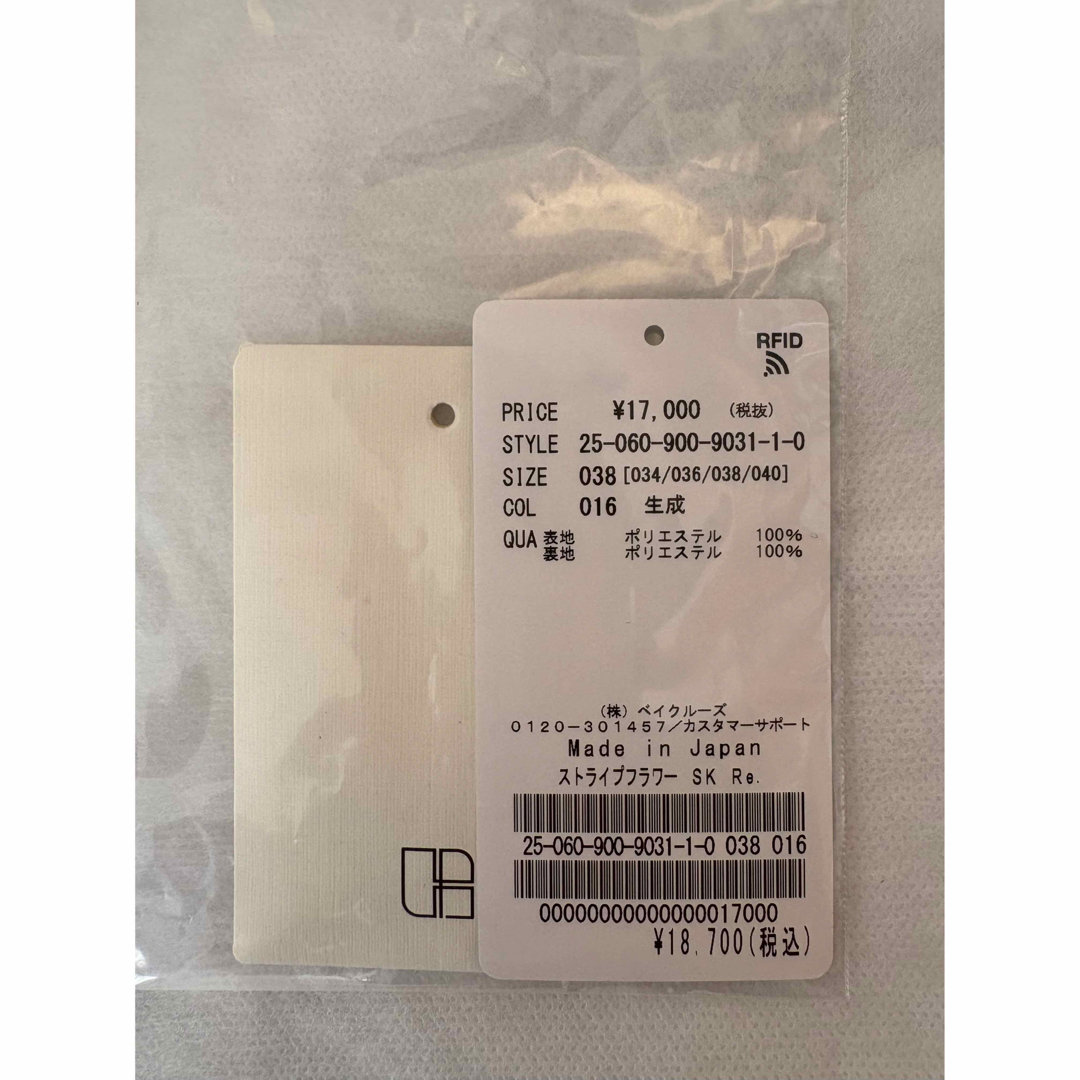 RFID
PRICE ¥17,000 (税抜)
STYLE 25-060-900-9031-1-0
SIZE 038 [034/036/038/040]
COL 016 生成
QUA 表地 ポリエステル 100%
裏地 ポリエステル 100%
(株) ベイクルーズ
0120-301457/カスタマーサポート
Made in Japan
ストライプフラワー SK Re.
25-060-900-9031-1-0 038 016
00000000000000017000
¥18,700(税込)